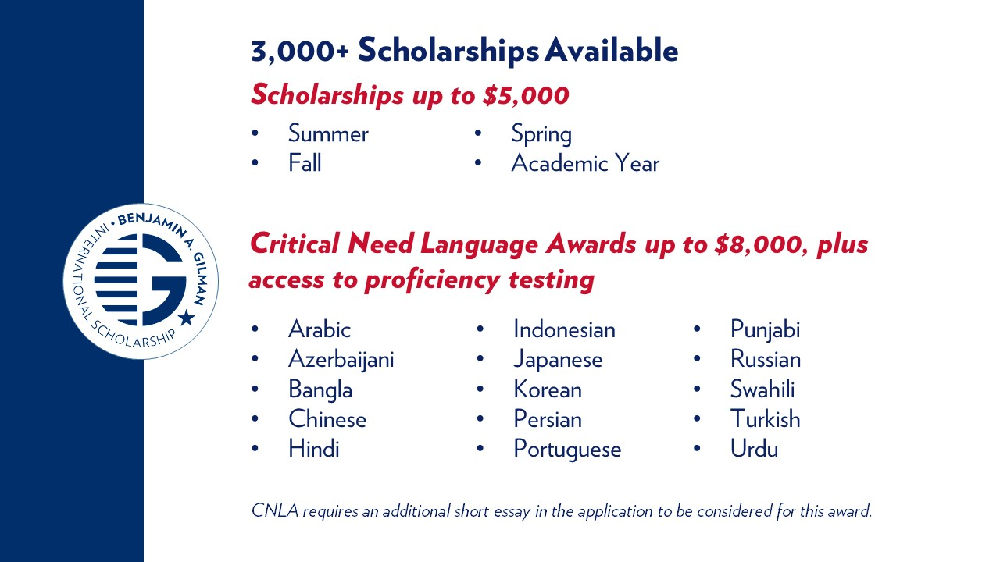 3,000+ Scholarships Available
Scholarships up to $5,000
• Summer
• Fall
• Spring
• Academic Year
BENJAMIN A. GILMAN
INTERNATIONAL SCHOLARSHIP
G
Critical Need Language Awards up to $8,000, plus
access to proficiency testing
• Arabic
• Azerbaijani
• Bangla
• Chinese
• Hindi
• Indonesian
• Japanese
• Korean
• Persian
• Portuguese
• Punjabi
• Russian
• Swahili
• Turkish
• Urdu
CNLA requires an additional short essay in the application to be considered for this award.